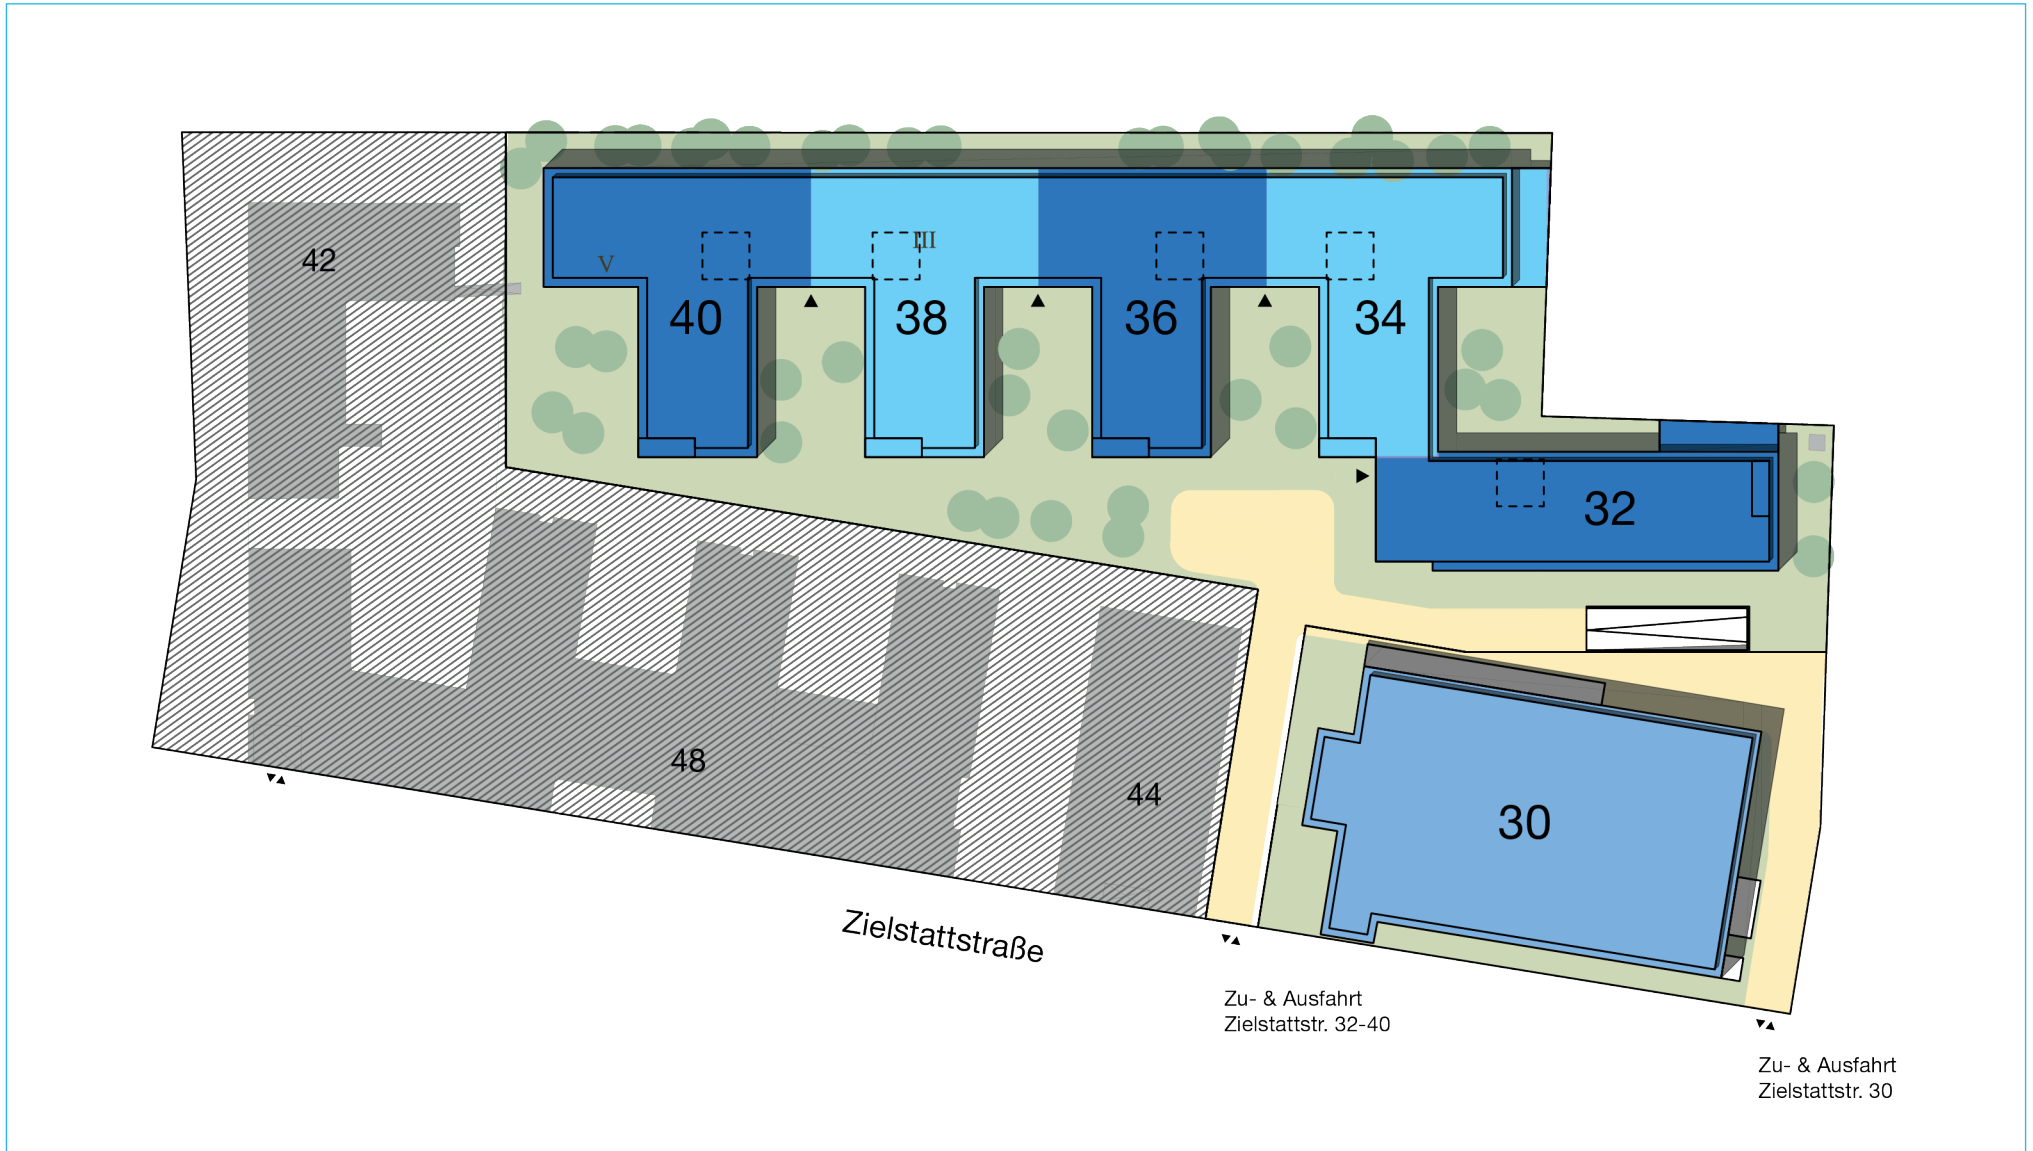 42
V
III
40
38
36
34
32
48
44
30
Zielstattstraße
Zu- & Ausfahrt
Zielstattstr. 32-40
Zu- & Ausfahrt
Zielstattstr. 30